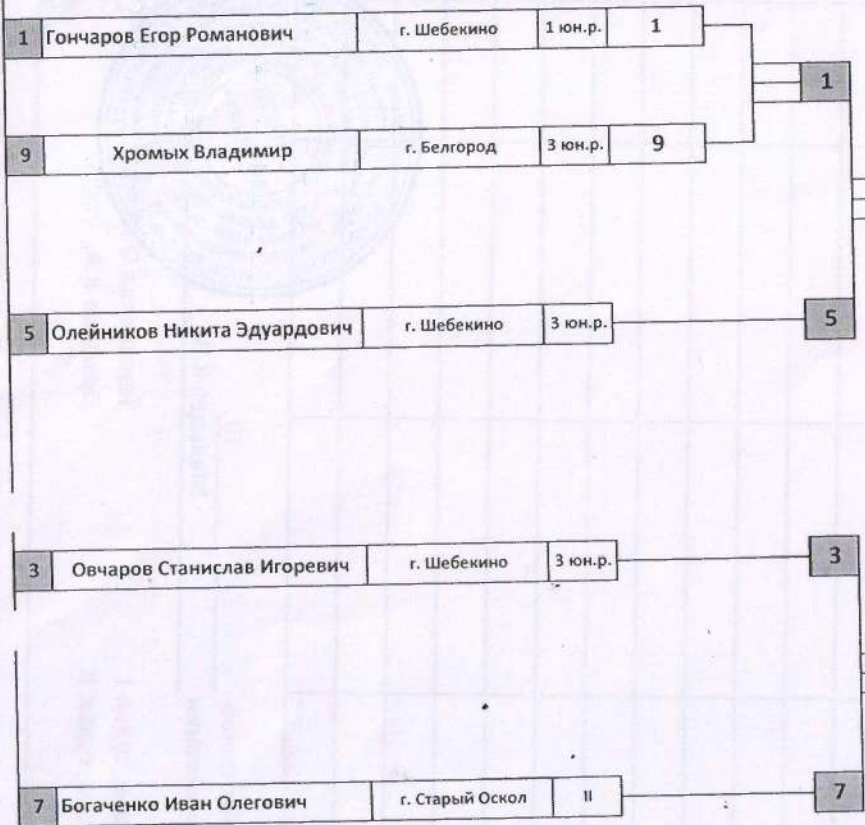 1 Гончаров Егор Романович г. Шебекино 1 юн.р. 1
1
9 Хромых Владимир г. Белгород 3 юн.р. 9
5 Олейников Никита Эдуардович г. Шебекино 3 юн.р. 5
3 Овчаров Станислав Игоревич г. Шебекино 3 юн.р. 3
7 Богаченко Иван Олегович г. Старый Оскол II 7